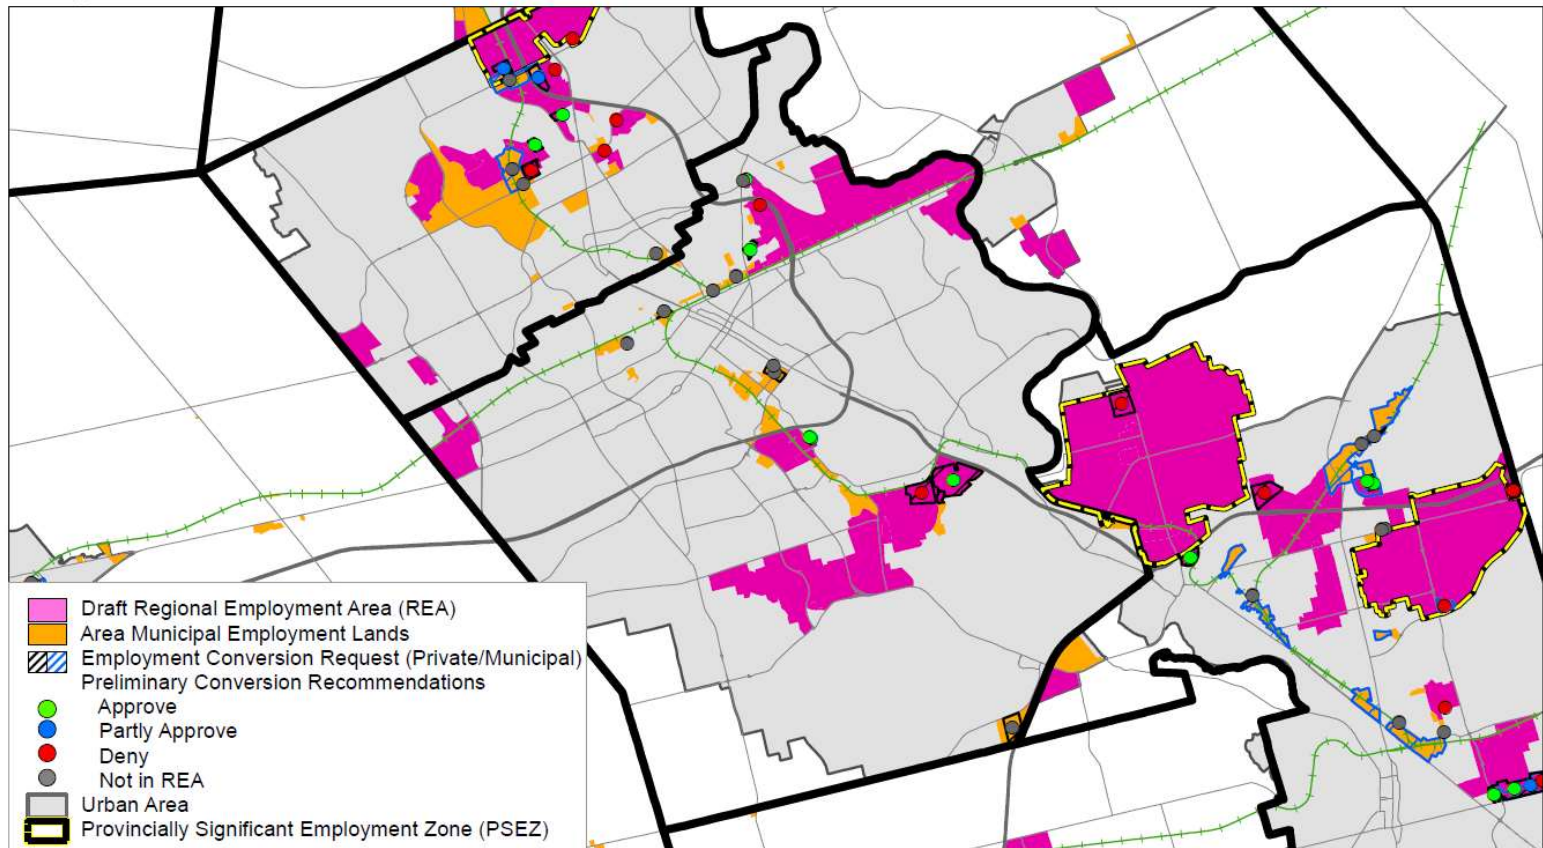 Draft Regional Employment Area (REA)
Area Municipal Employment Lands
Employment Conversion Request (Private/Municipal)
Preliminary Conversion Recommendations
Approve
Partly Approve
Deny
Not in REA
Urban Area
Provincially Significant Employment Zone (PSEZ)